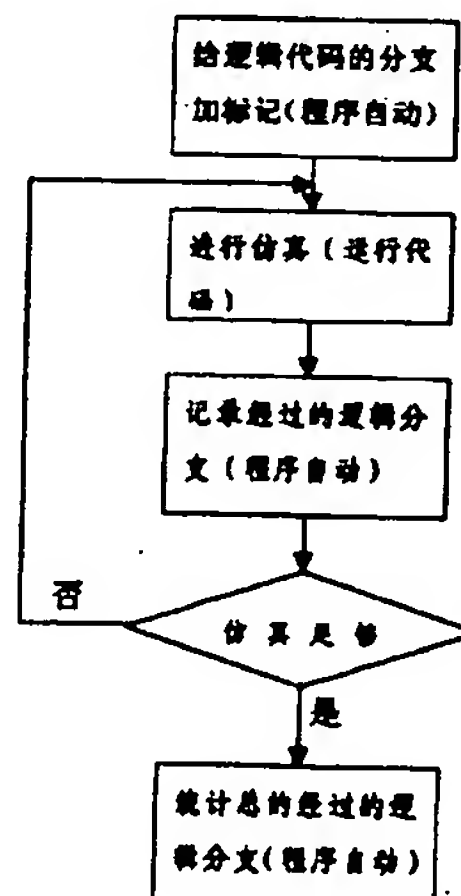 给逻辑代码的分支
加标记(程序自动)
进行仿真(运行代
码)
记录经过的逻辑分
支(程序自动)
否
仿真足够
是
统计总的经过的逻
辑分支(程序自动)